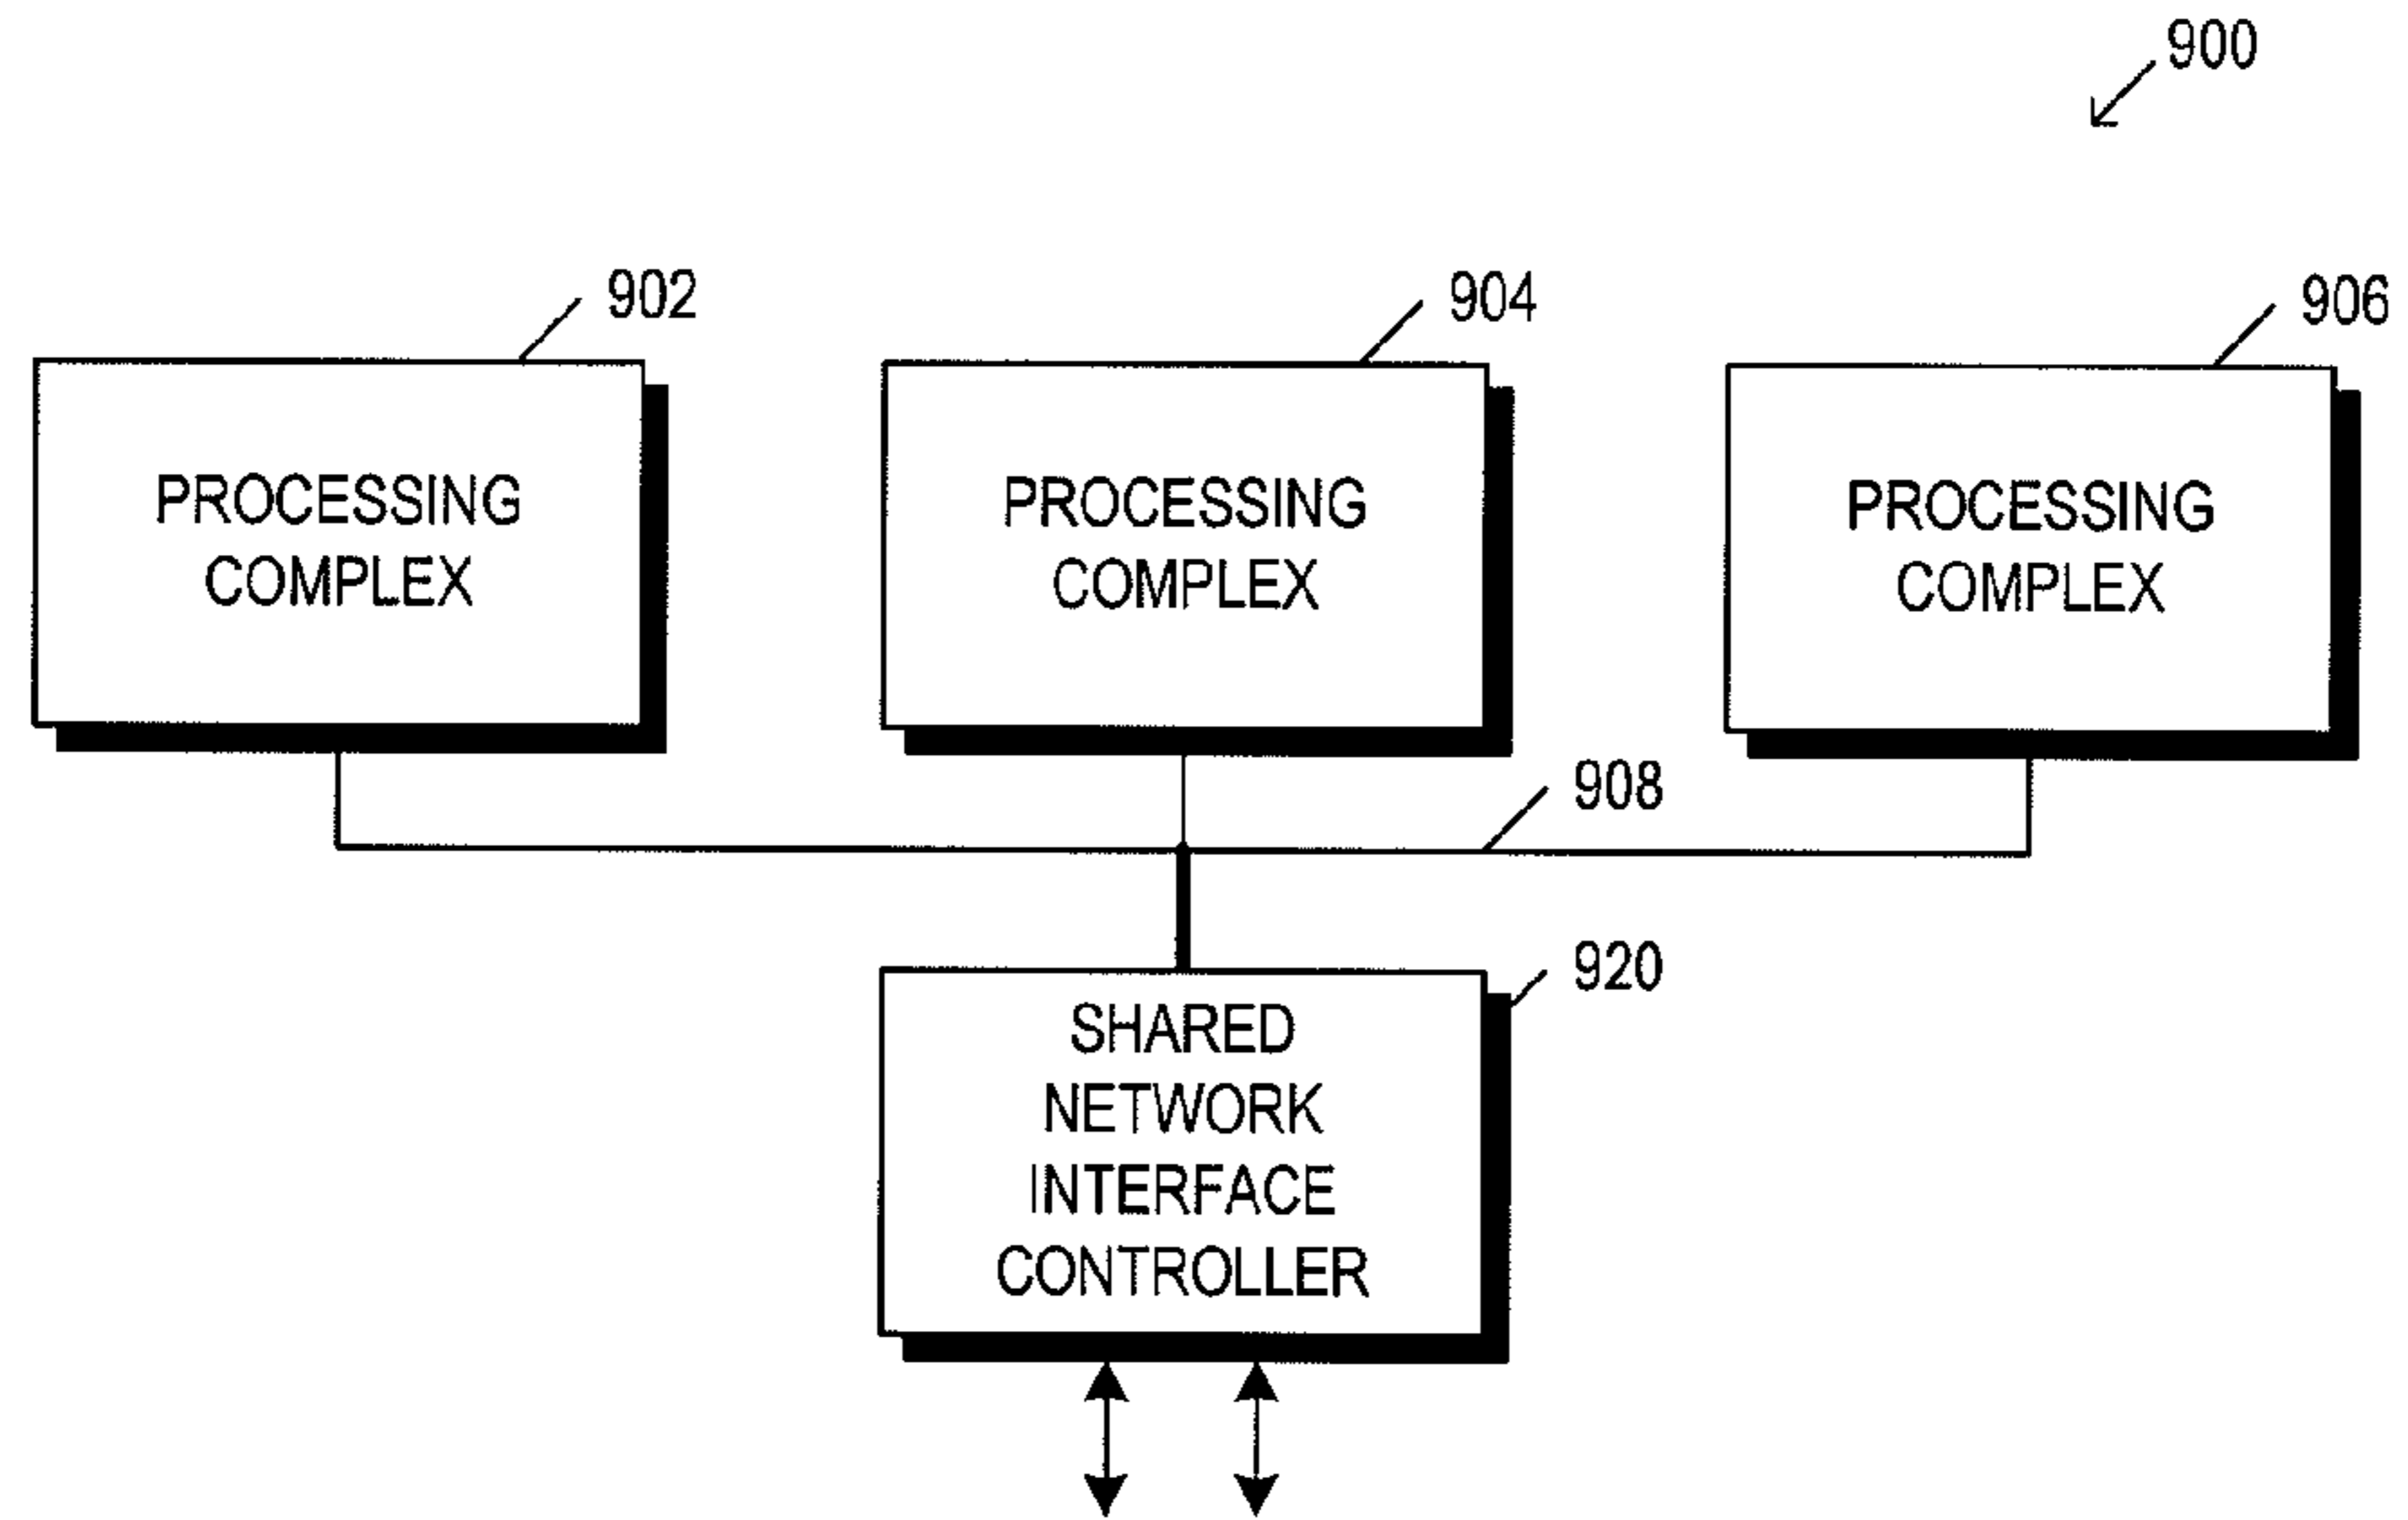 900
902
904
906
PROCESSING
COMPLEX
PROCESSING
COMPLEX
PROCESSING
COMPLEX
908
920
SHARED
NETWORK
INTERFACE
CONTROLLER